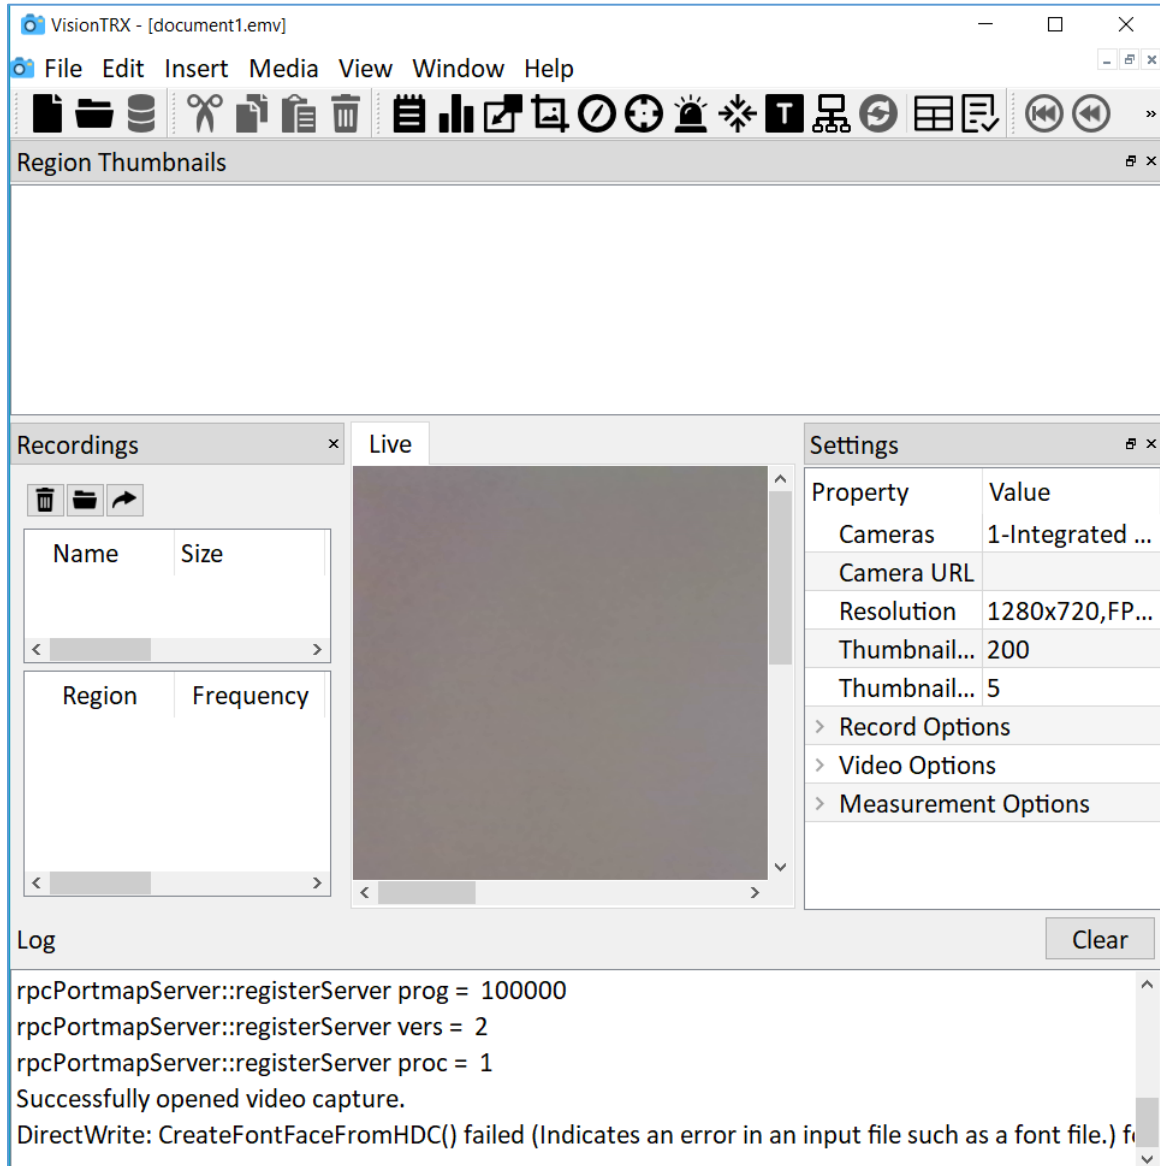 VisionTRX - [document1.emv]
File Edit Insert Media View Window Help
T
»
Region Thumbnails
Recordings
Live
Settings
Name Size
Region Frequency
Property Value
Cameras 1-Integrated ...
Camera URL
Resolution 1280x720,FP...
Thumbnail... 200
Thumbnail... 5
Record Options
Video Options
Measurement Options
Log
Clear
rpcPortmapServer::registerServer prog = 100000
rpcPortmapServer::registerServer vers = 2
rpcPortmapServer::registerServer proc = 1
Successfully opened video capture.
DirectWrite: CreateFontFaceFromHDC() failed (Indicates an error in an input file such as a font file.)